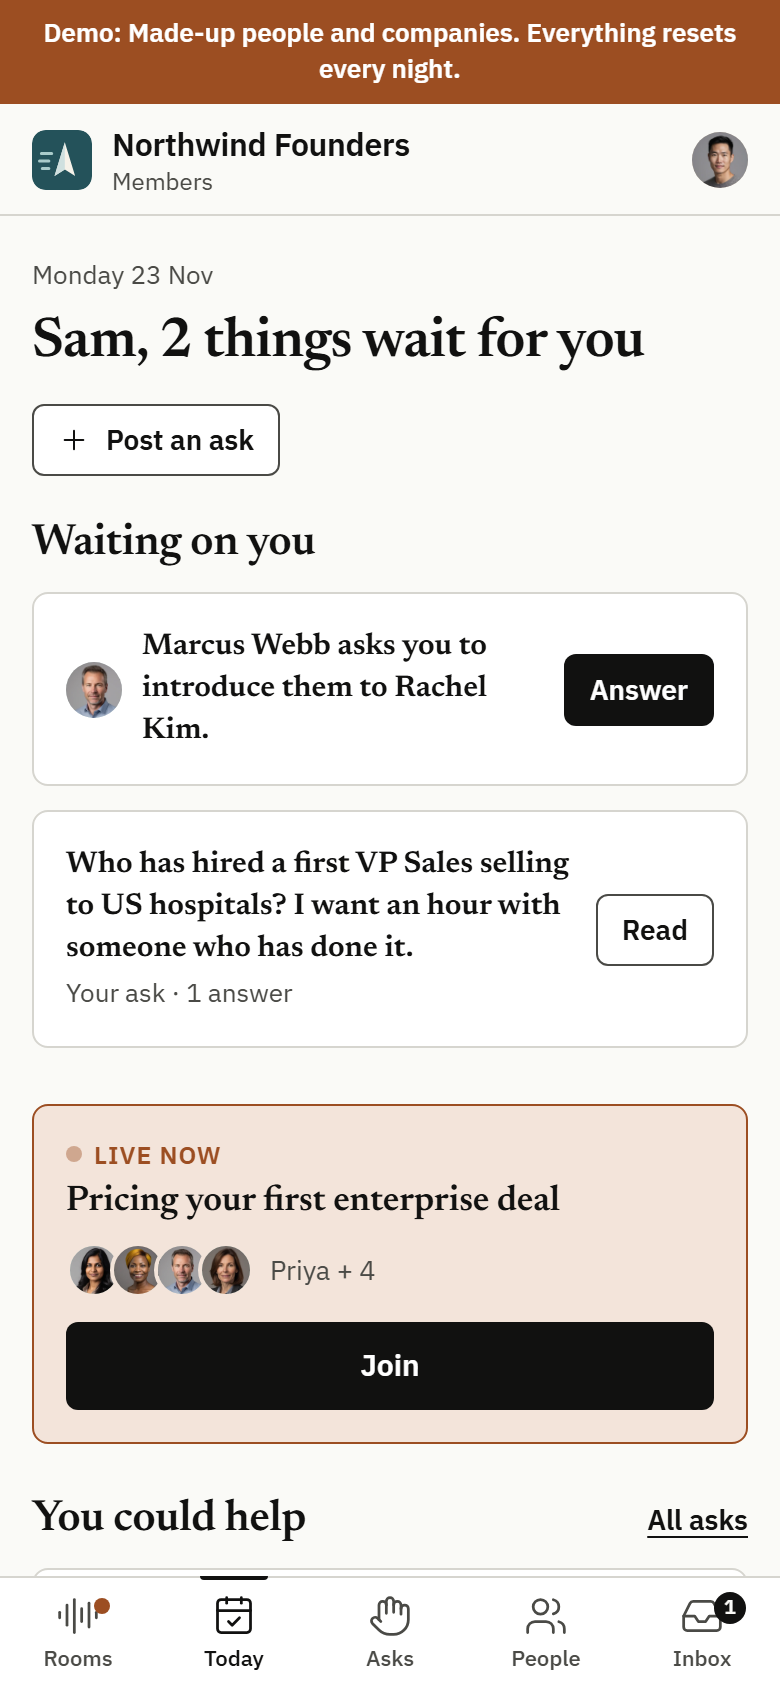 Demo: Made-up people and companies. Everything resets
every night.
Northwind Founders
Members
Monday 23 Nov
Sam, 2 things wait for you
Post an ask
Waiting on you
Marcus Webb asks you to
introduce them to Rachel
Kim.
Answer
Who has hired a first VP Sales selling
to US hospitals? I want an hour with
someone who has done it.
Your ask · 1 answer
Read
LIVE NOW
Pricing your first enterprise deal
Priya + 4
Join
You could help
All asks
Rooms
Today
Asks
People
1
Inbox